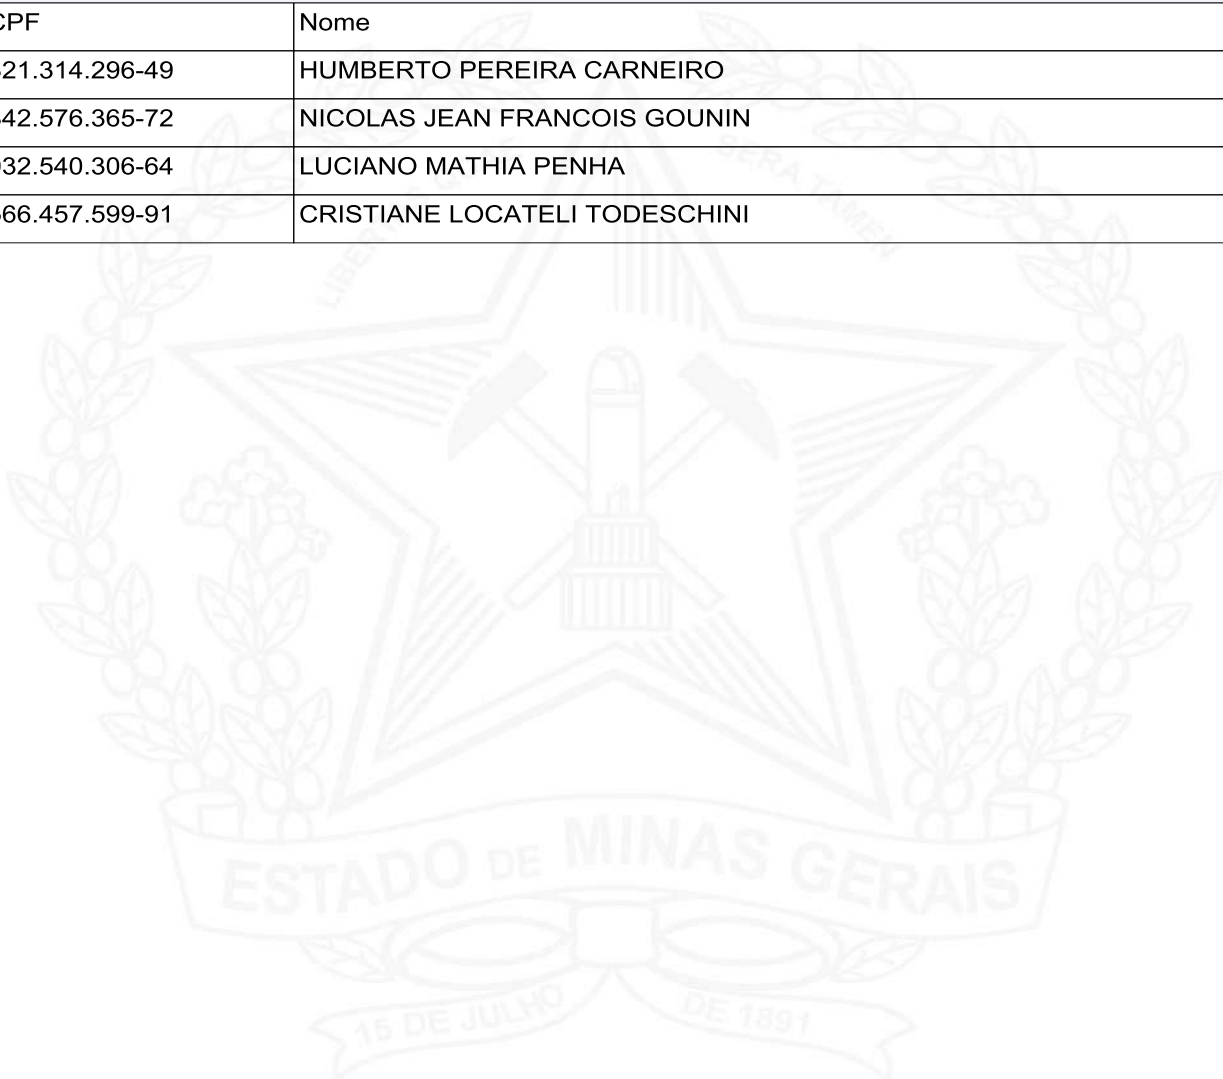 CPF Nome
21.314.296-49 HUMBERTO PEREIRA CARNEIRO
42.576.365-72 NICOLAS JEAN FRANCOIS GOUNIN
32.540.306-64 LUCIANO MATHIA PENHA
66.457.599-91 CRISTIANE LOCATELI TODESCHINI
SERA TAMEN
ESTADO DE MINAS GERAIS
15 DE JULHO DE 1891